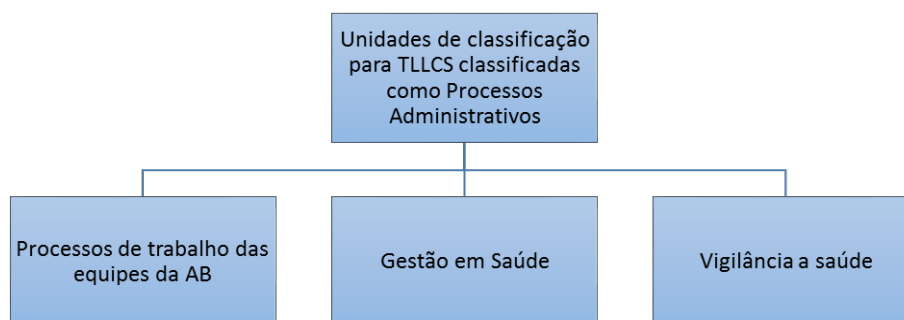 Unidades de classificação
para TLLCS classificadas
como Processos
Administrativos
Processos de trabalho das
equipes da AB
Gestão em Saúde
Vigilância a saúde